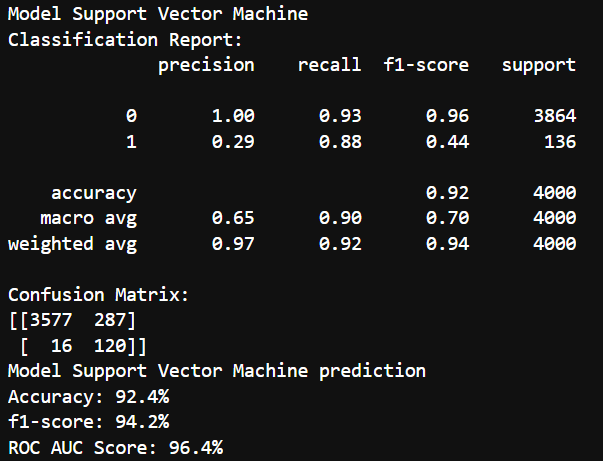 Model Support Vector Machine
Classification Report:
precision recall f1-score support
0 1.00 0.93 0.96 3864
1 0.29 0.88 0.44 136
accuracy 0.92 4000
macro avg 0.65 0.90 0.70 4000
weighted avg 0.97 0.92 0.94 4000
Confusion Matrix:
[[3577 287]
[ 16 120]]
Model Support Vector Machine prediction
Accuracy: 92.4%
f1-score: 94.2%
ROC AUC Score: 96.4%